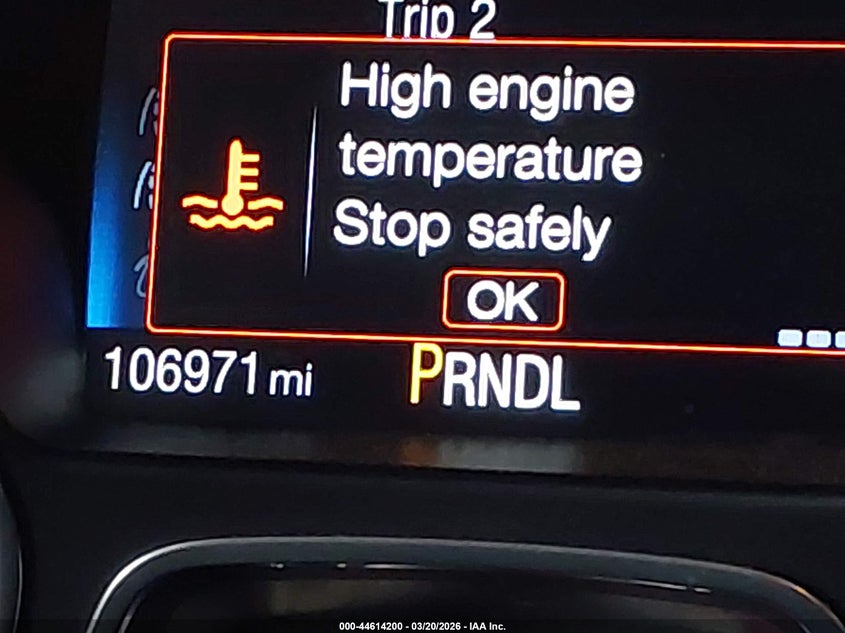 Trip 2
High engine
temperature
Stop safely
OK
106971 mi PRNDL
000-44614200 - 03/20/2026 - IAA Inc.